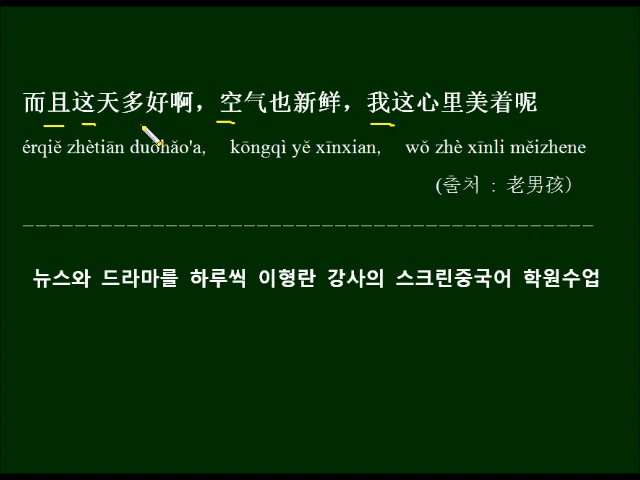 而且这天多好啊，空气也新鲜，我这心里美着呢
érqiě zhètiān duōhǎo'a, kōngqì yě xīnxian, wǒ zhè xīnli měizhene
(출처 : 老男孩)
뉴스와 드라마를 하루씩 이형란 강사의 스크린중국어 학원수업